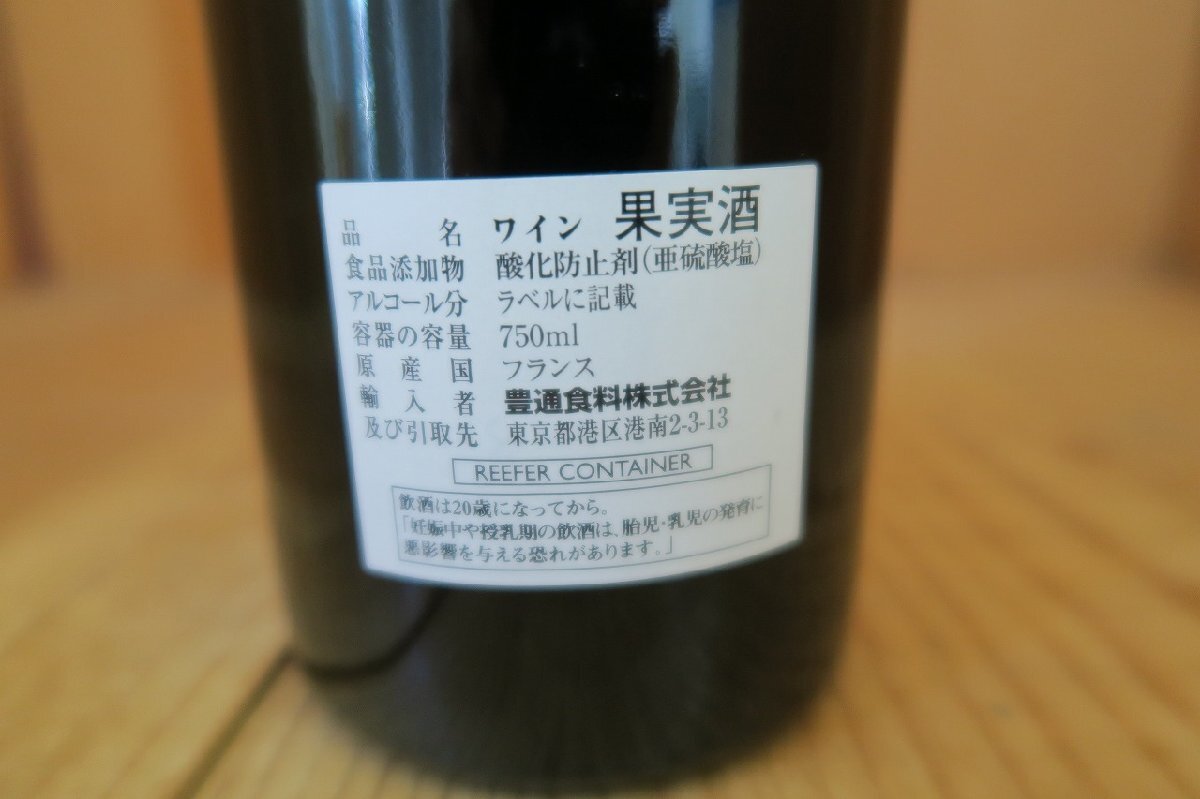 品名 ワイン 果実酒
食品添加物 酸化防止剤(亜硫酸塩)
アルコール分 ラベルに記載
容器の容量 750ml
原産国 フランス
輸入者 豊通食料株式会社
及び引取先 東京都港区港南2-3-13
REEFER CONTAINER
飲酒は20歳になってから。
「妊娠中や授乳期の飲酒は、胎児・乳児の発育に
悪影響を与える恐れがあります。」